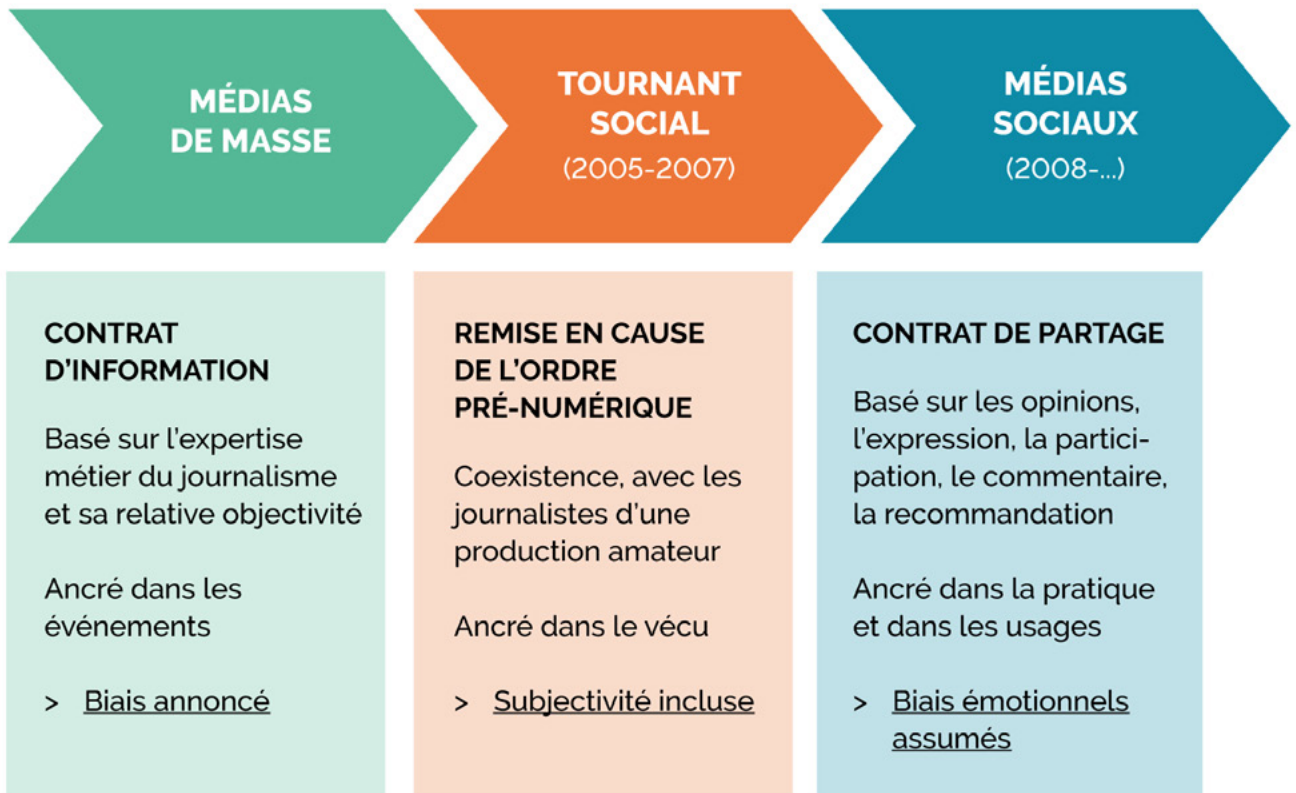 MÉDIAS
DE MASSE
TOURNANT
SOCIAL
(2005-2007)
MÉDIAS
SOCIAUX
(2008-...)
CONTRAT
D’INFORMATION
Basé sur l’expertise
métier du journalisme
et sa relative objectivité
Ancré dans les
événements
> Biais annoncé
REMISE EN CAUSE
DE L’ORDRE
PRÉ-NUMÉRIQUE
Coexistence, avec les
journalistes d’une
production amateur
Ancré dans le vécu
> Subjectivité incluse
CONTRAT DE PARTAGE
Basé sur les opinions,
l’expression, la partici-
pation, le commentaire,
la recommandation
Ancré dans la pratique
et dans les usages
> Biais émotionnels
assumés